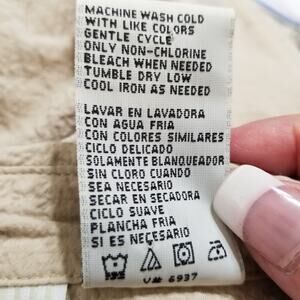 MACHINE WASH COLD
WITH LIKE COLORS
GENTLE CYCLE
ONLY NON-CHLORINE
BLEACH WHEN NEEDED
TUMBLE DRY LOW
COOL IRON AS NEEDED
LAVAR EN LAVADORA
CON AGUA FRIA
CON COLORES SIMILARES
CICLO DELICADO
SOLAMENTE BLANQUEADOR
SIN CLORO CUANDO
SEA NECESARIO
SECAR EN SECADORA
CICLO SUAVE
PLANCHA FRIA
SI ES NECESARIO
V# 6937